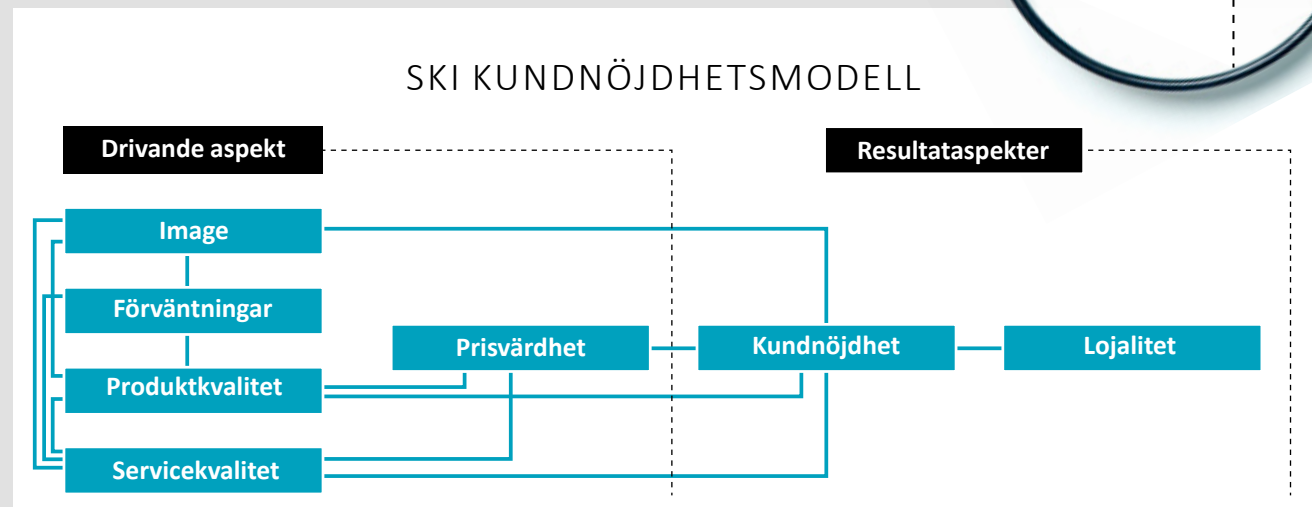 SKI KUNDNÖJDHETSMODELL
Drivande aspekt
Resultataspekter
Image
Förväntningar
Prisvärdhet
Kundnöjdhet
Lojalitet
Produktkvalitet
Servicekvalitet